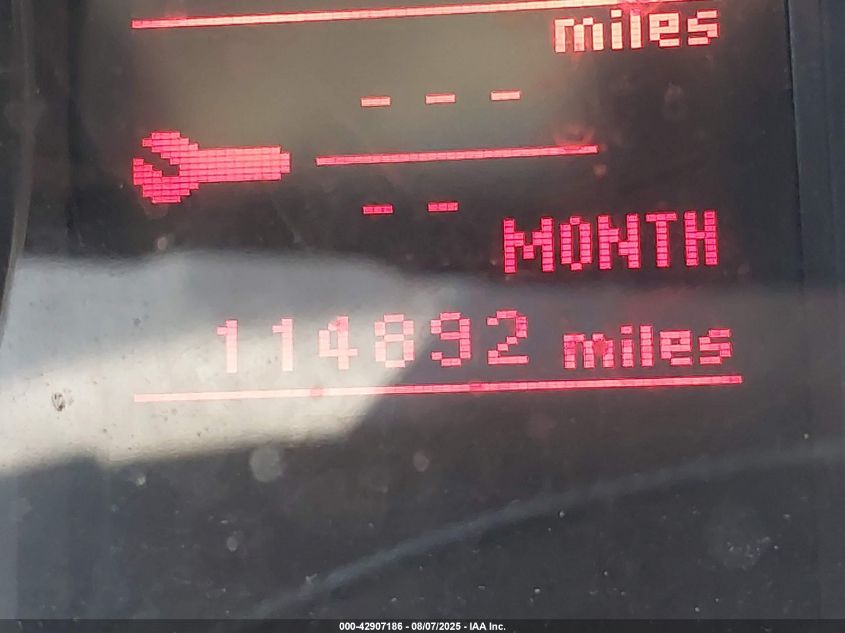 miles
- - -
- -
MONTH
114892 miles
000-42907186 - 08/07/2025 - IAA Inc.